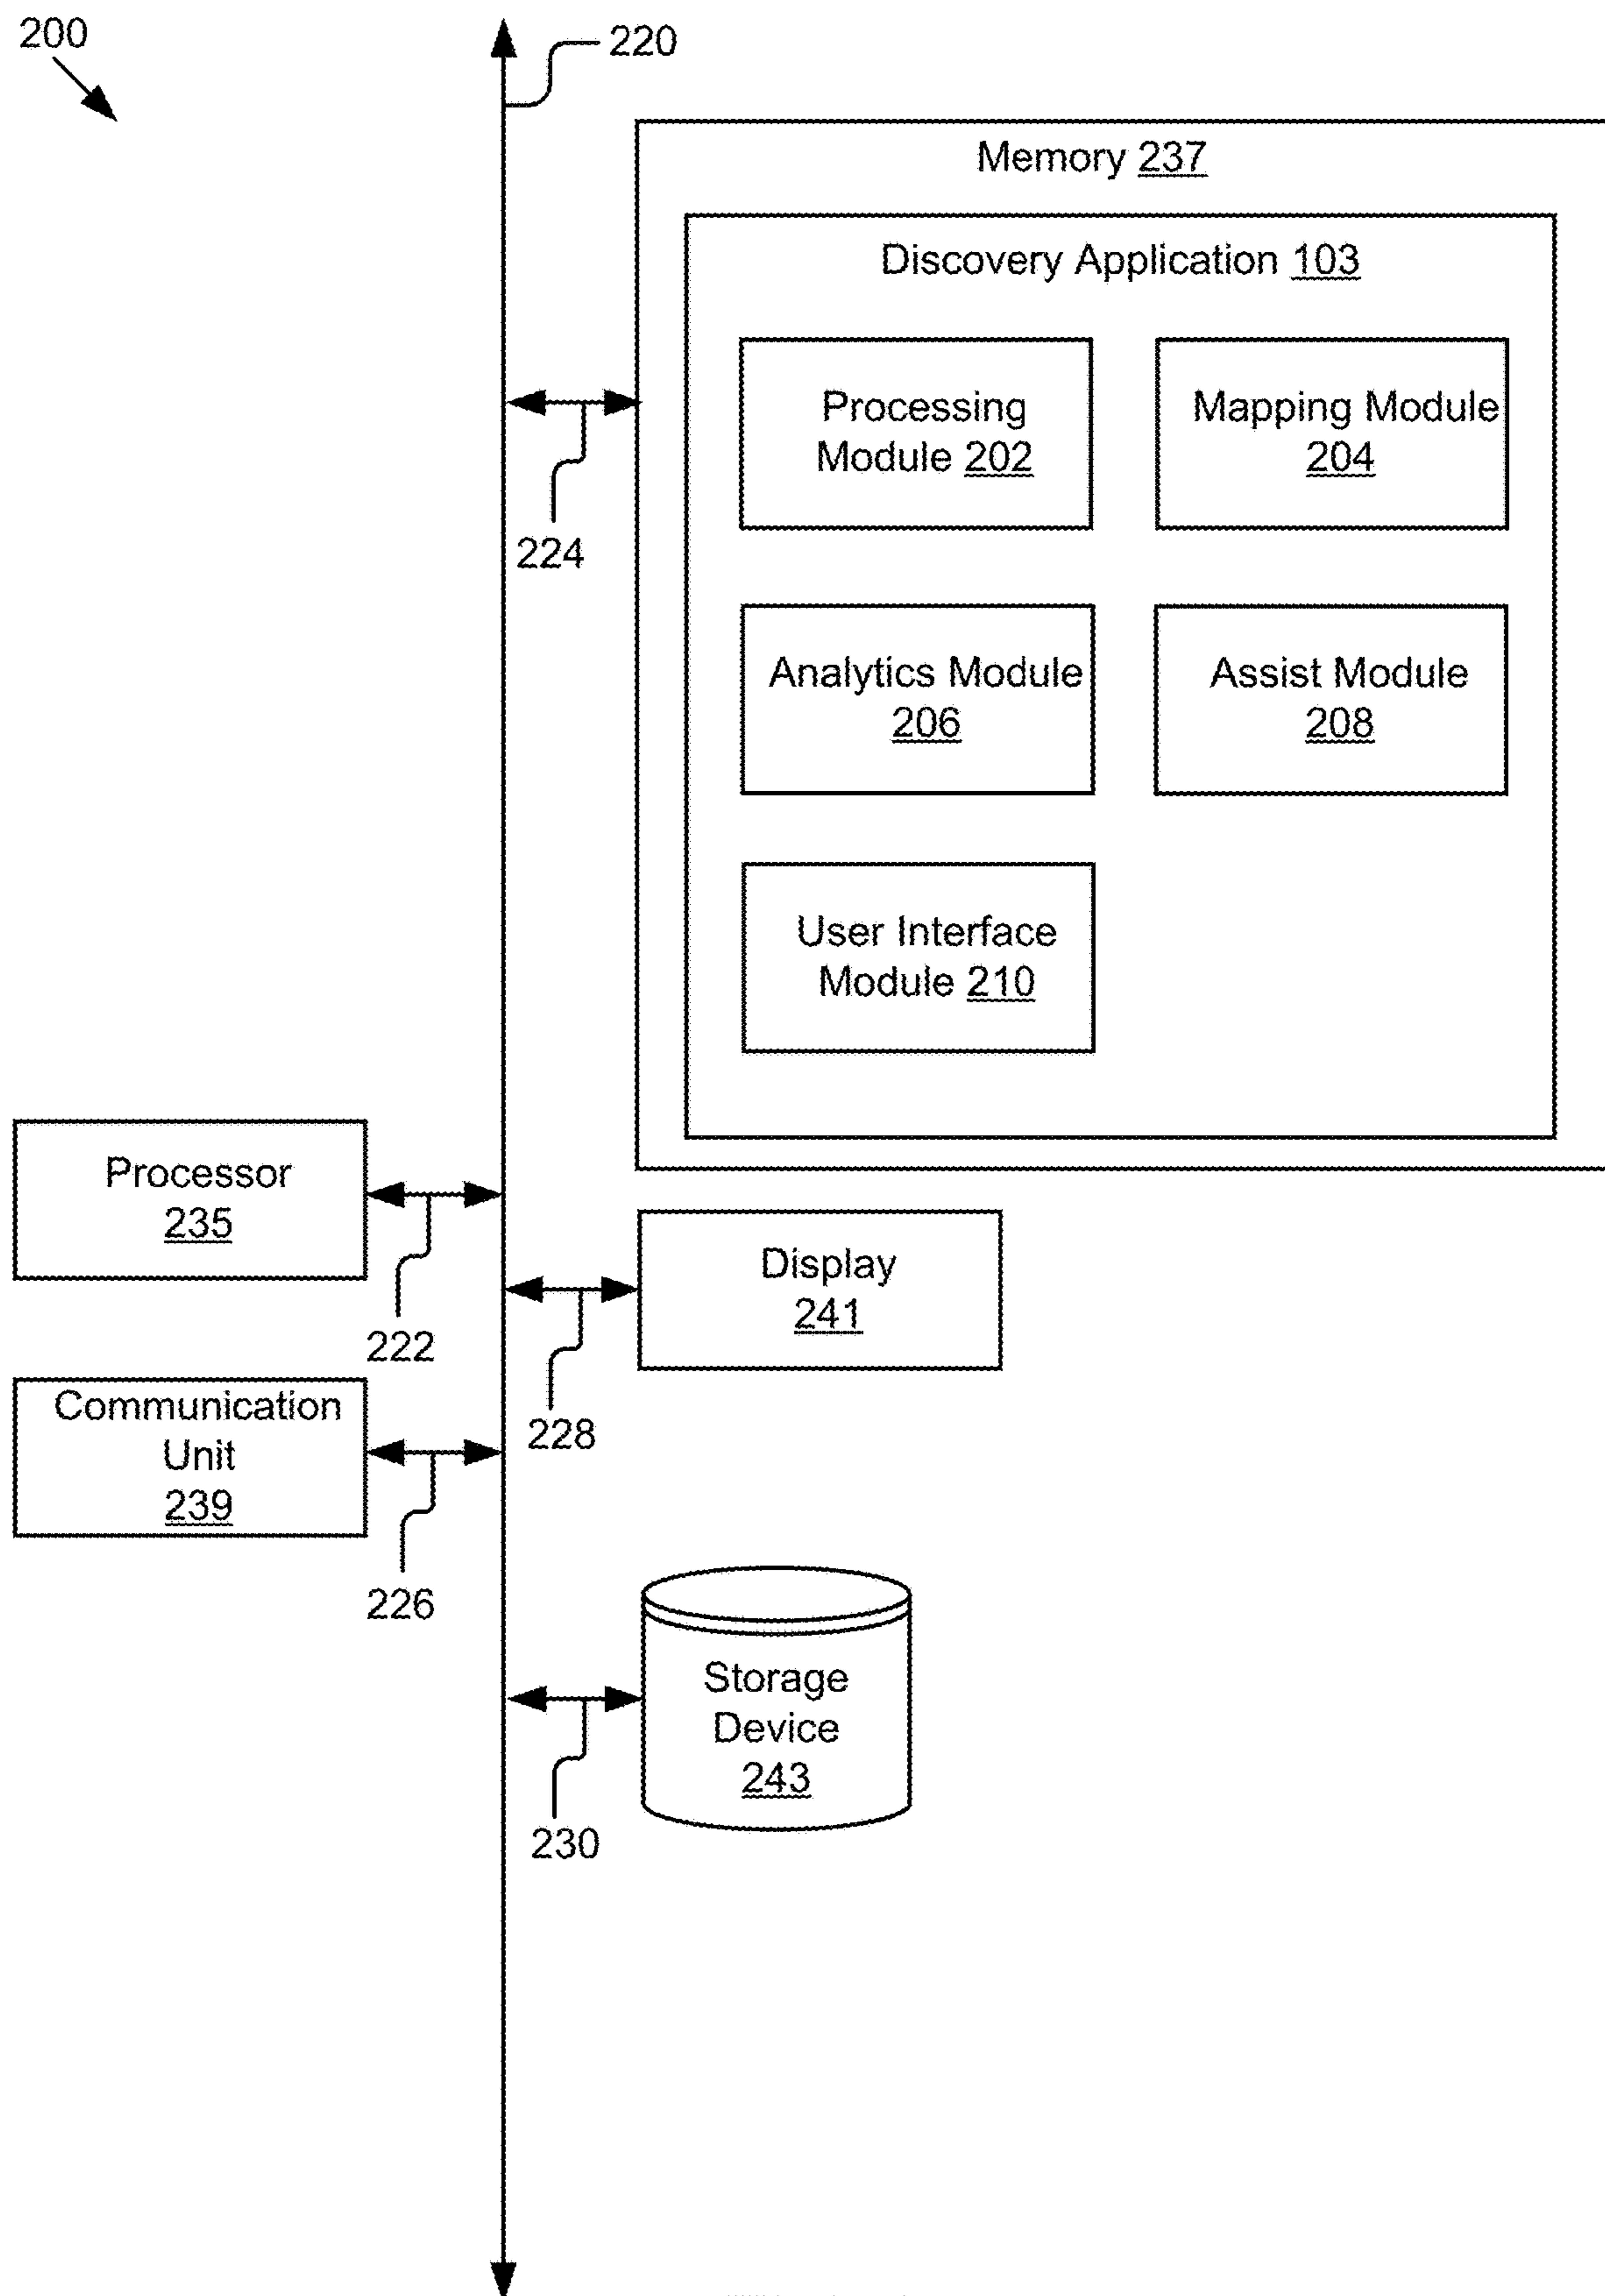 200
220
Memory 237
Discovery Application 103
Processing
Module 202
Mapping Module
204
224
Analytics Module
206
Assist Module
208
User Interface
Module 210
Processor
235
222
Display
241
228
Communication
Unit
239
226
Storage
Device
243
230